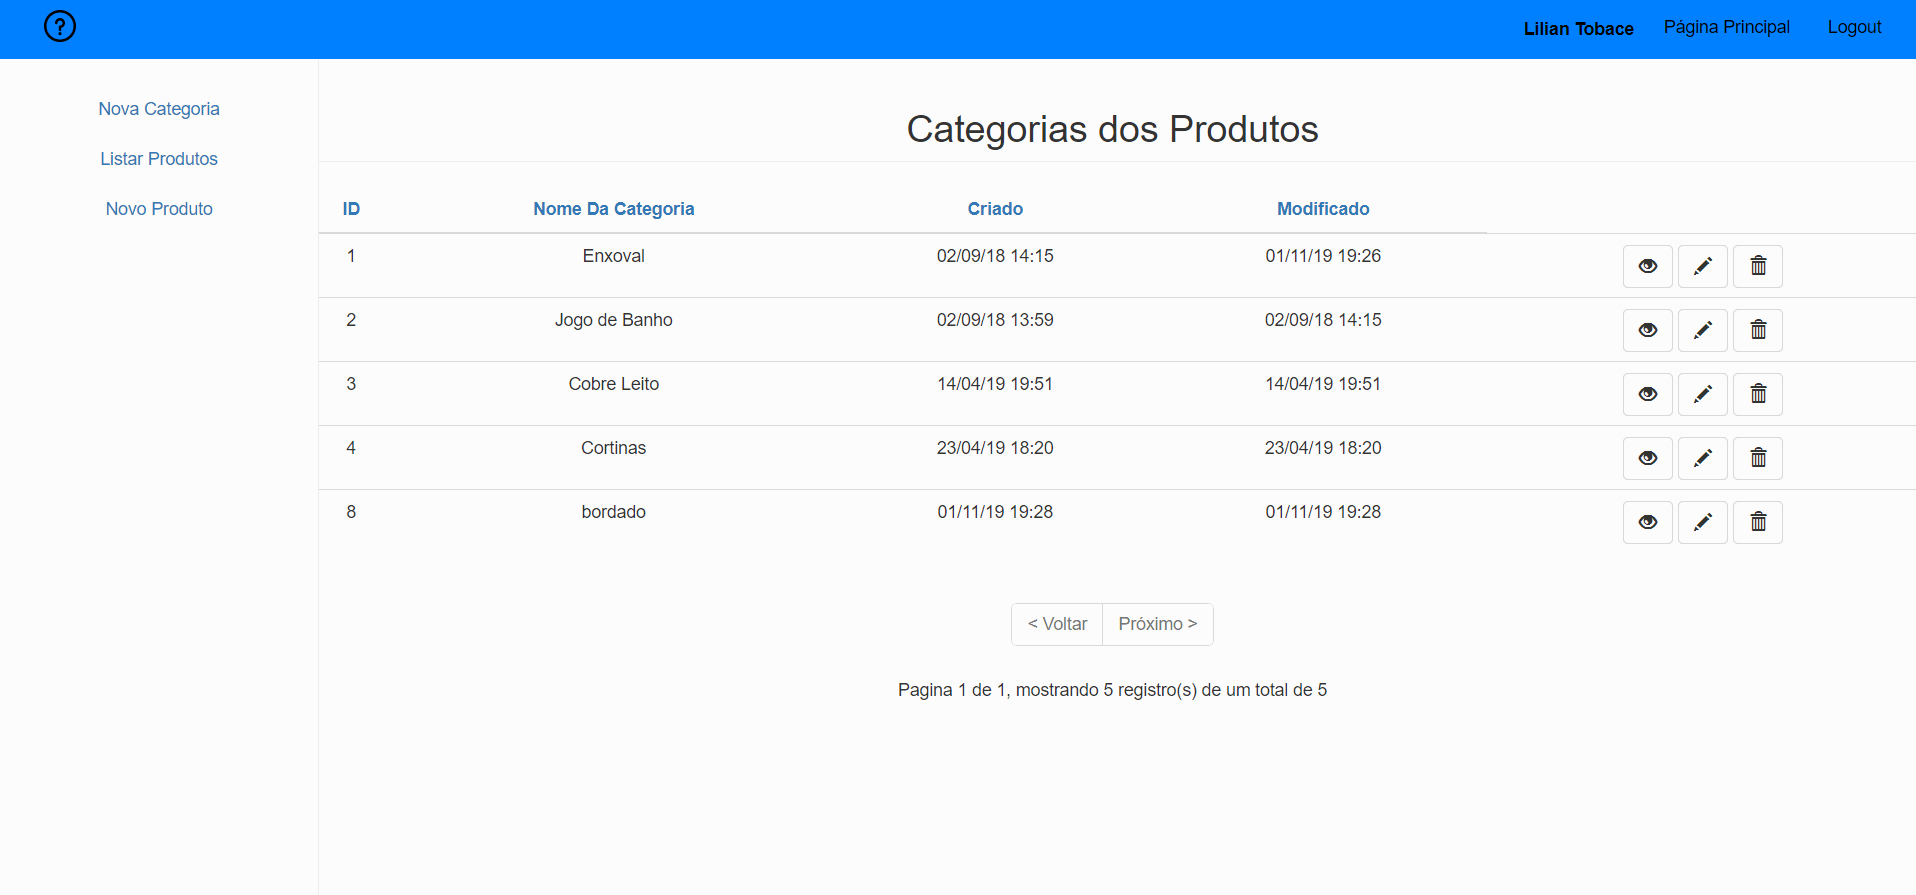 ?
Lilian Tobace Página Principal Logout
Nova Categoria
Listar Produtos
Novo Produto
Categorias dos Produtos
ID Nome Da Categoria Criado Modificado
1 Enxoval 02/09/18 14:15 01/11/19 19:26
2 Jogo de Banho 02/09/18 13:59 02/09/18 14:15
3 Cobre Leito 14/04/19 19:51 14/04/19 19:51
4 Cortinas 23/04/19 18:20 23/04/19 18:20
8 bordado 01/11/19 19:28 01/11/19 19:28
< Voltar Próximo >
Pagina 1 de 1, mostrando 5 registro(s) de um total de 5